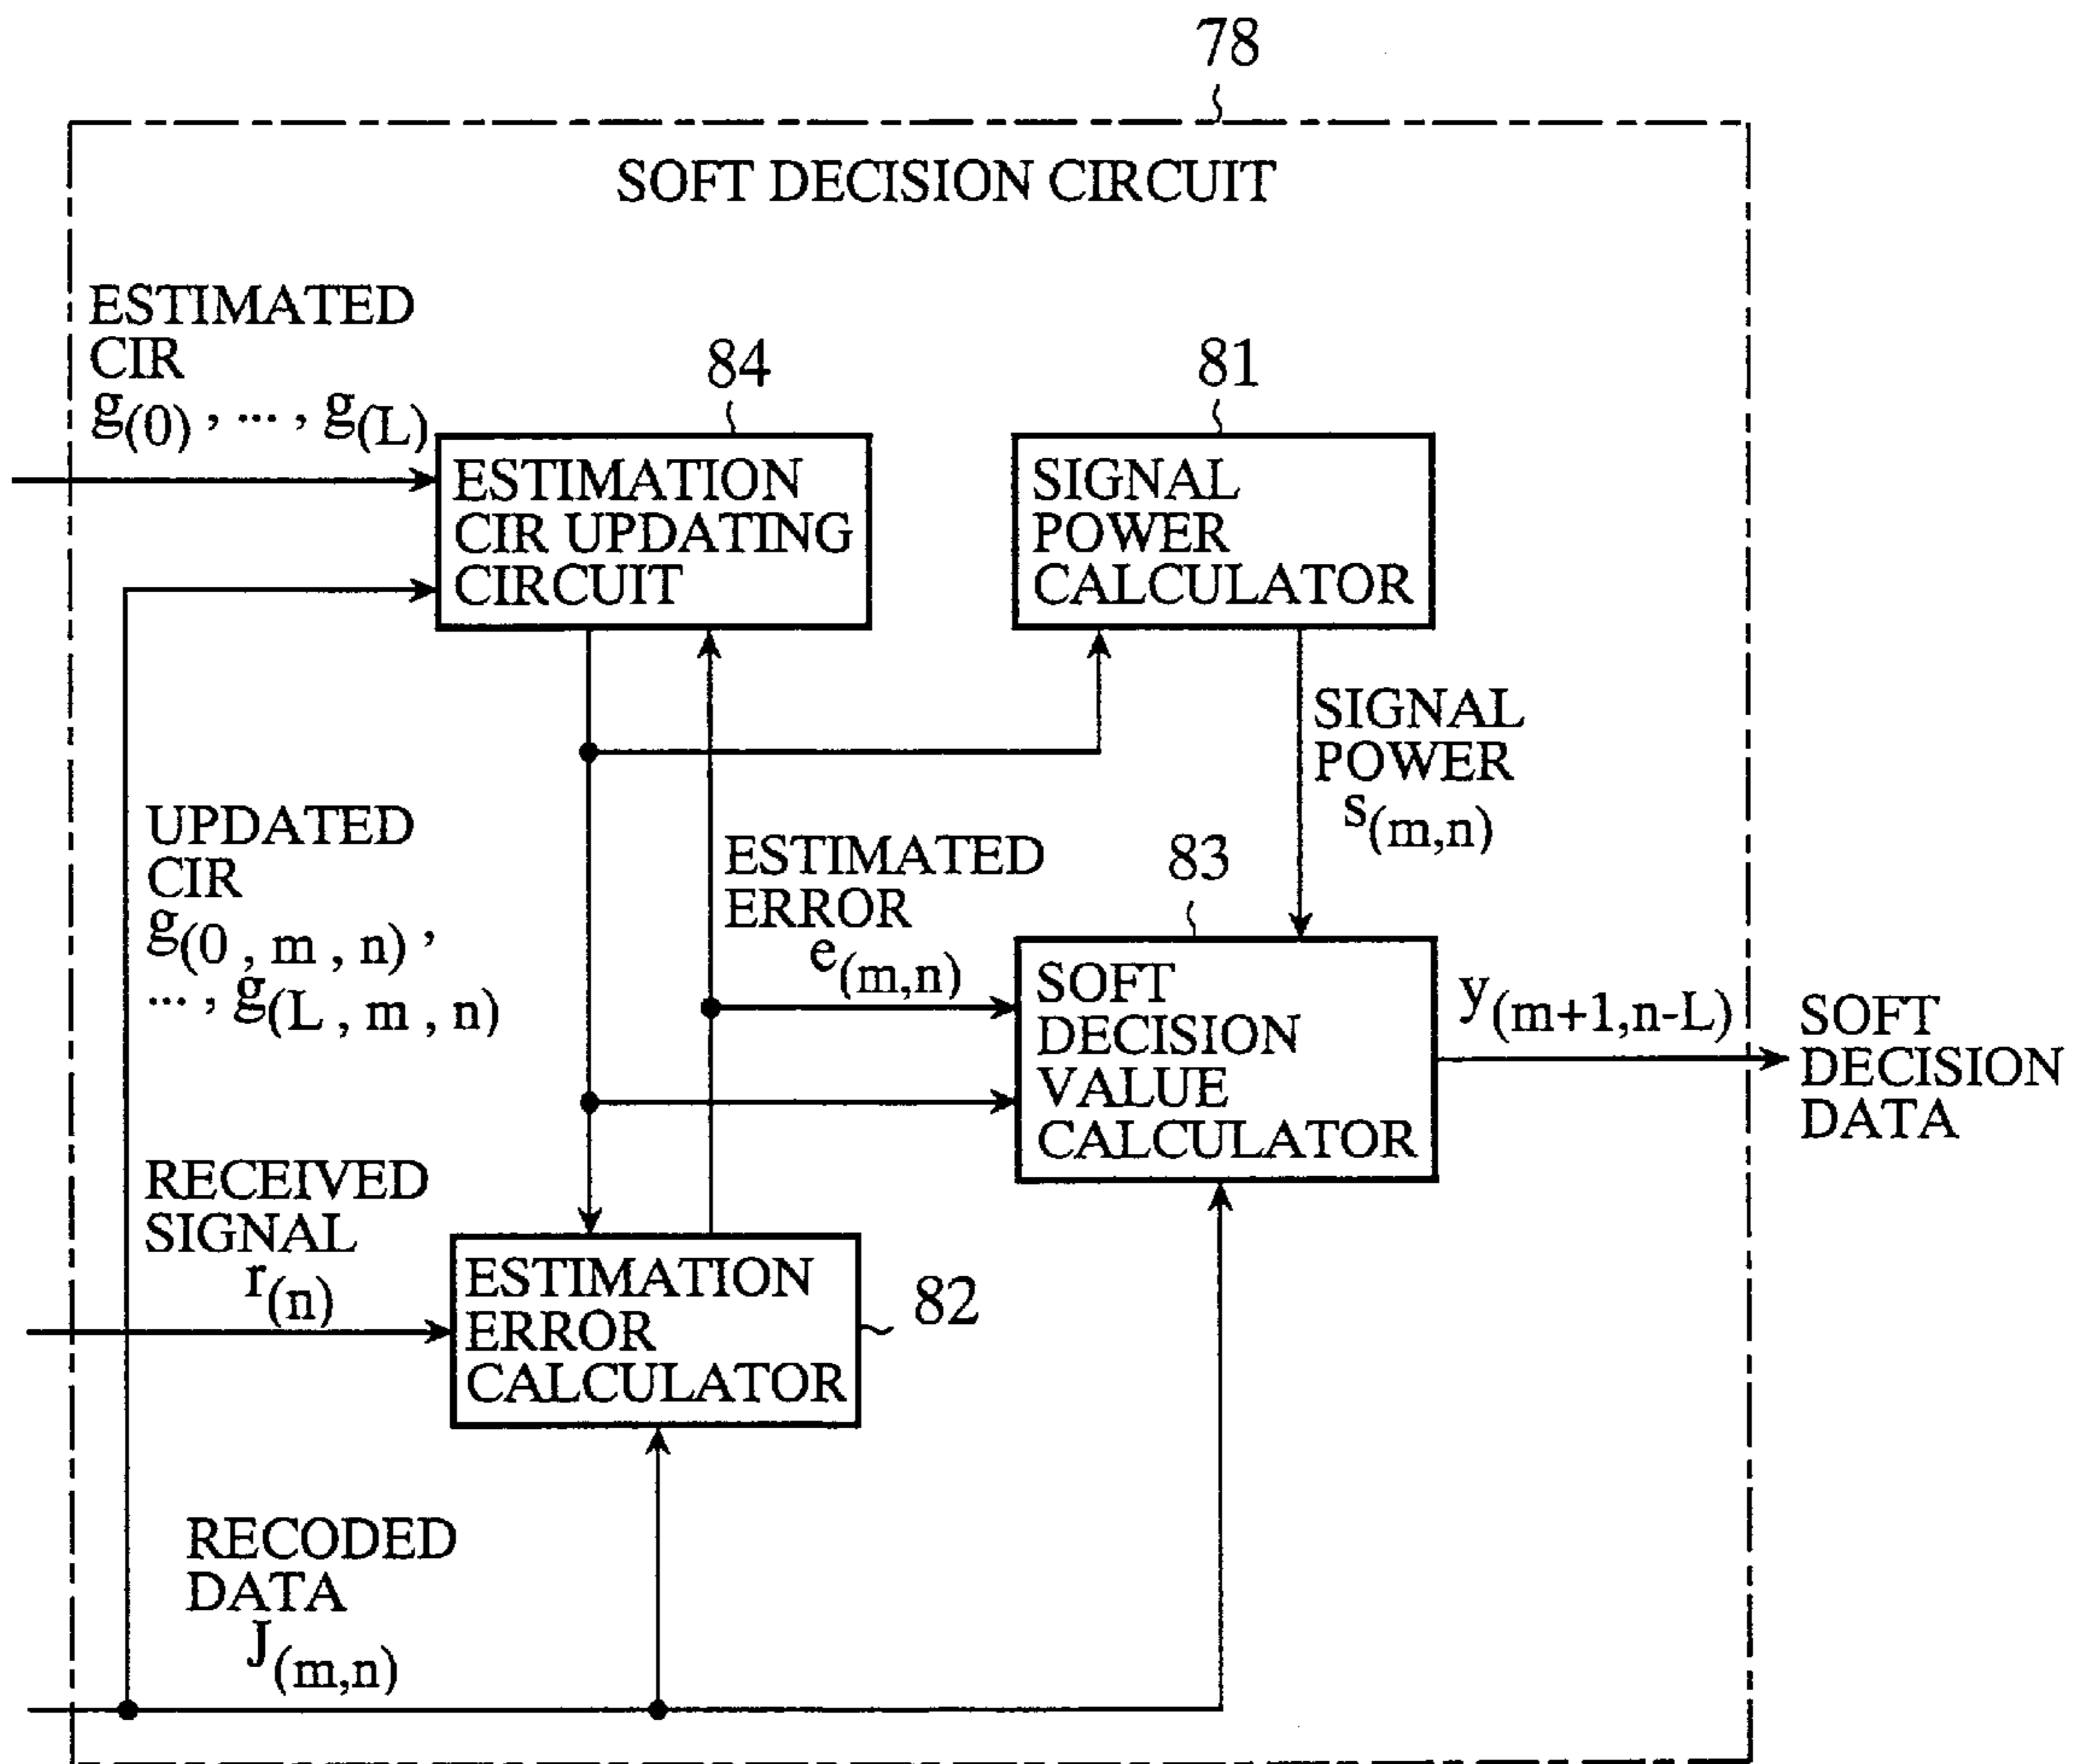 78
SOFT DECISION CIRCUIT
ESTIMATED
CIR
g(0) , ... , g(L)
84
81
ESTIMATION
CIR UPDATING
CIRCUIT
SIGNAL
POWER
CALCULATOR
SIGNAL
POWER
s(m,n)
UPDATED
CIR
g(0 , m , n) ,
... , g(L , m , n)
ESTIMATED
ERROR
e(m,n)
83
SOFT
DECISION
VALUE
CALCULATOR
y(m+1,n-L)
SOFT
DECISION
DATA
RECEIVED
SIGNAL
r(n)
ESTIMATION
ERROR
CALCULATOR
82
RECODED
DATA
J(m,n)